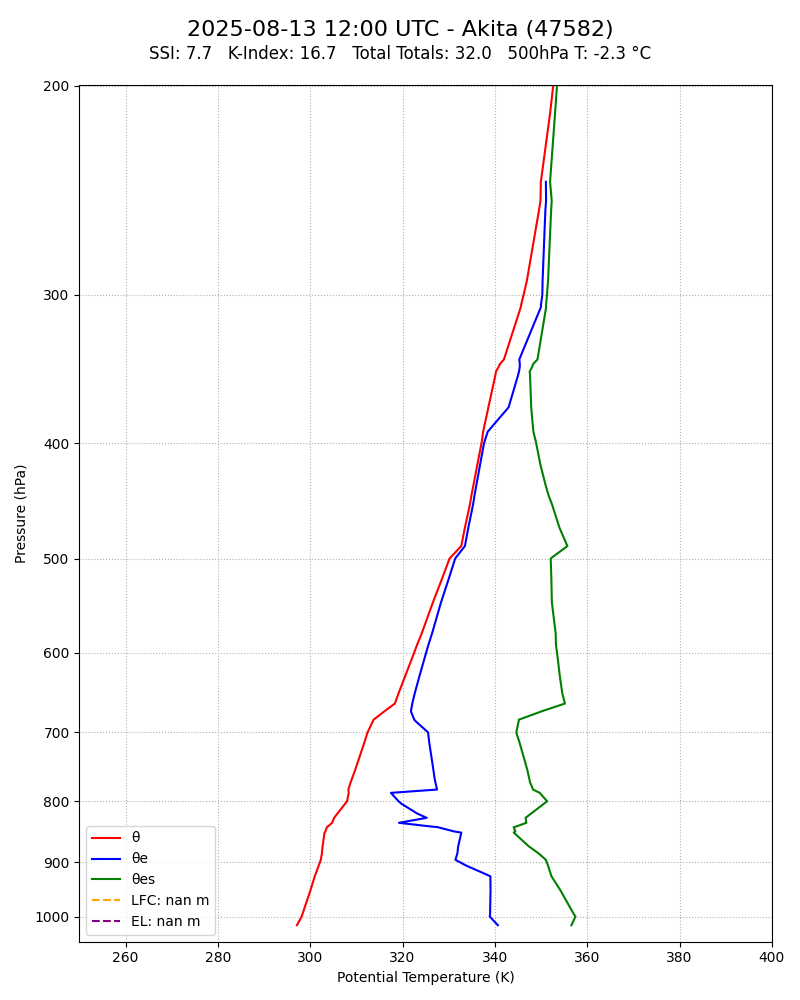 2025-08-13 12:00 UTC - Akita (47582)
SSI: 7.7   K-Index: 16.7   Total Totals: 32.0   500hPa T: -2.3 °C
200
300
400
500
600
700
800
900
1000
Pressure (hPa)
θ
θe
θes
LFC: nan m
EL: nan m
260
280
300
320
340
360
380
400
Potential Temperature (K)